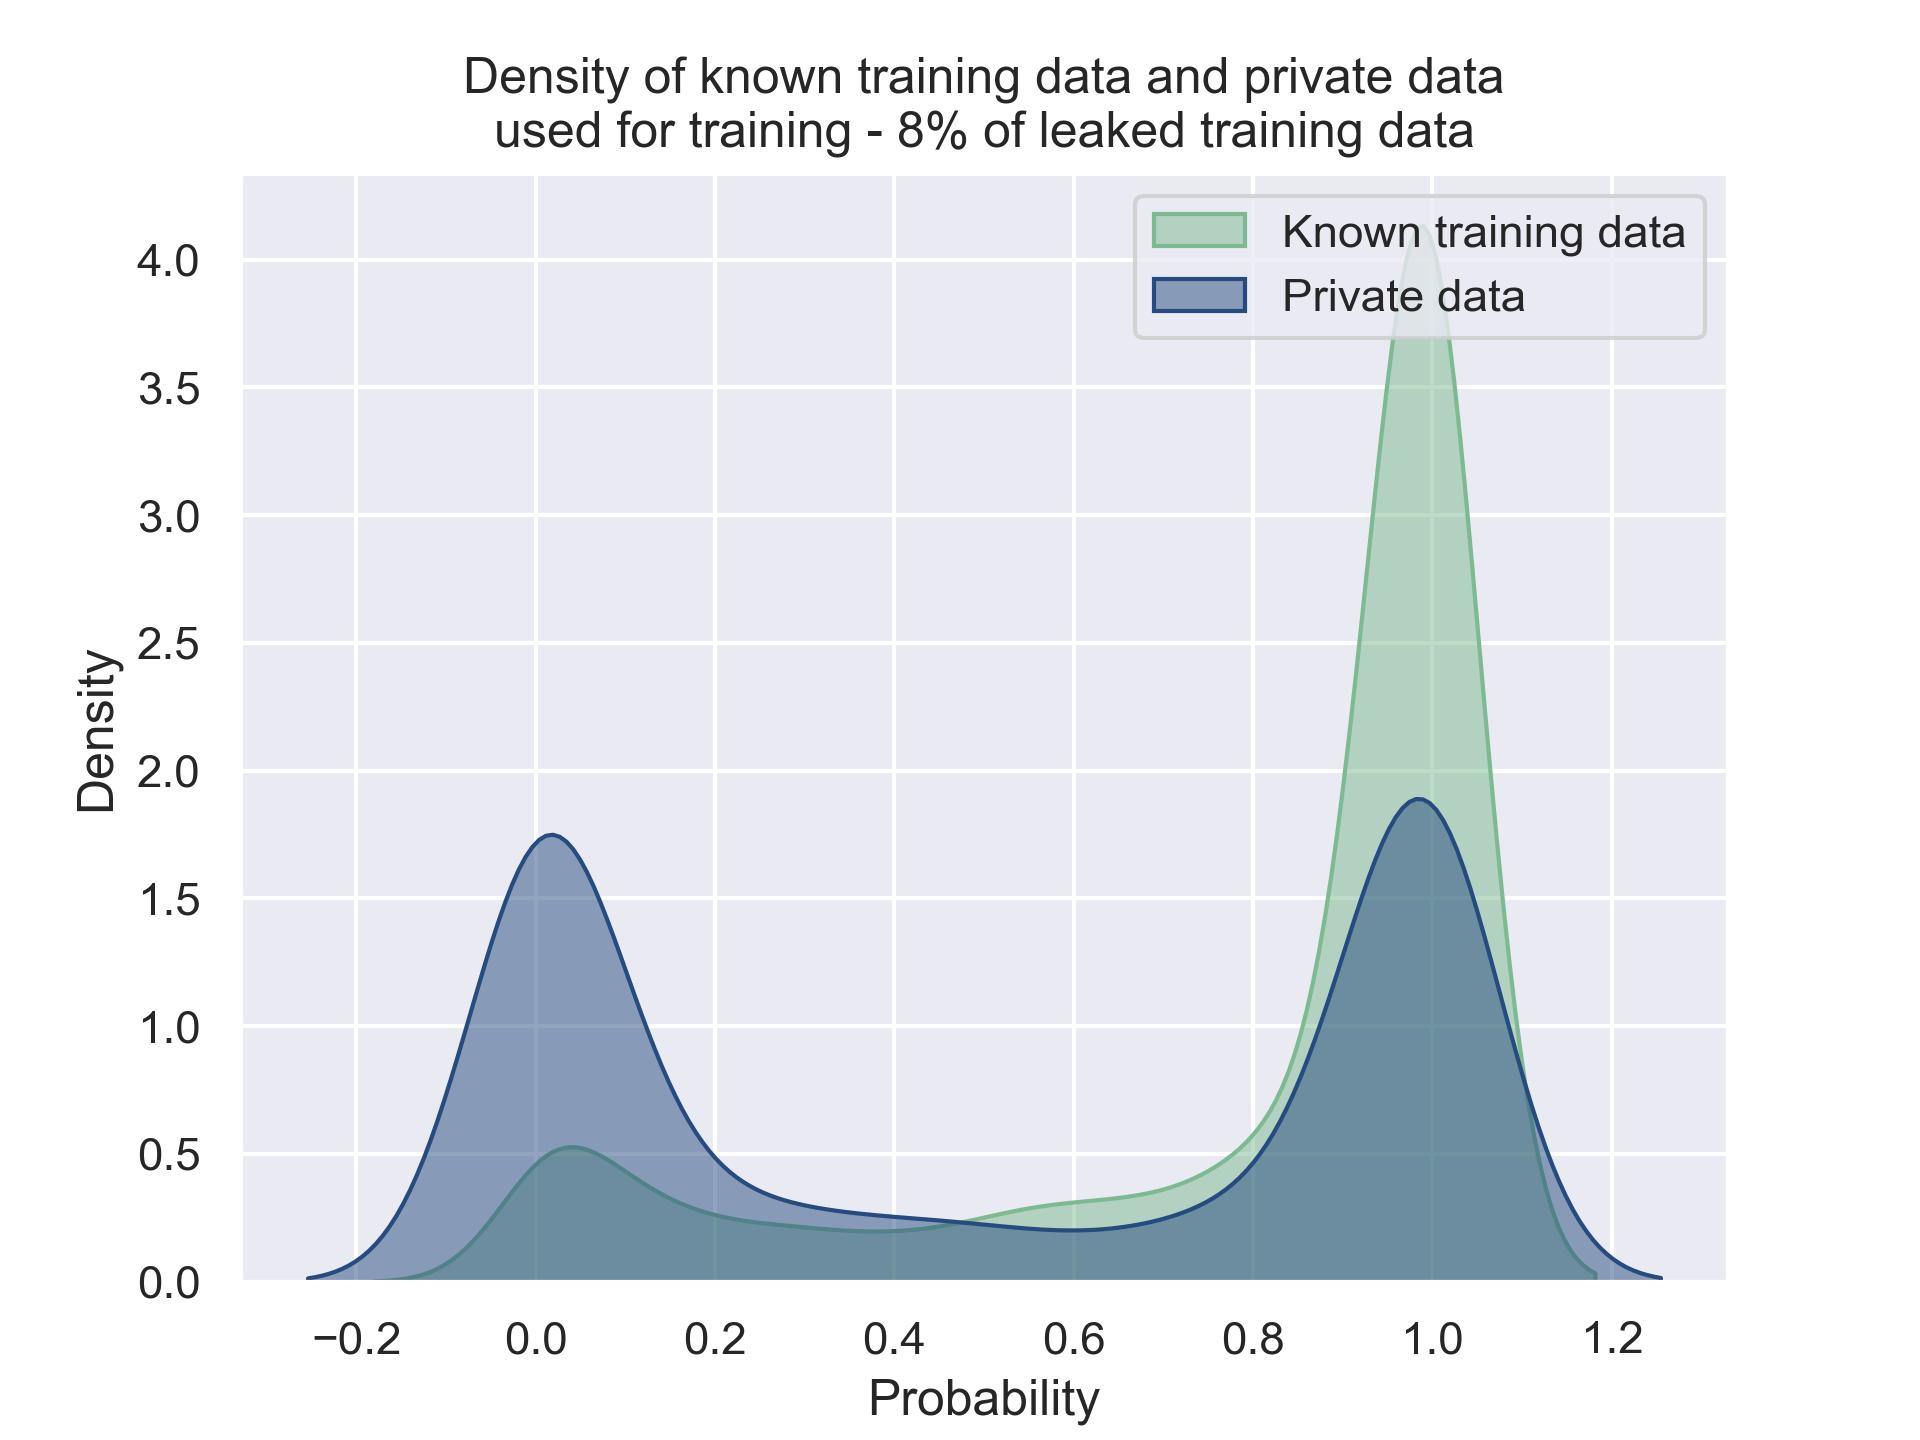 Density of known training data and private data
used for training - 8% of leaked training data
Known training data
Private data
Density
4.0
3.5
3.0
2.5
2.0
1.5
1.0
0.5
0.0
−0.2 0.0 0.2 0.4 0.6 0.8 1.0 1.2
Probability